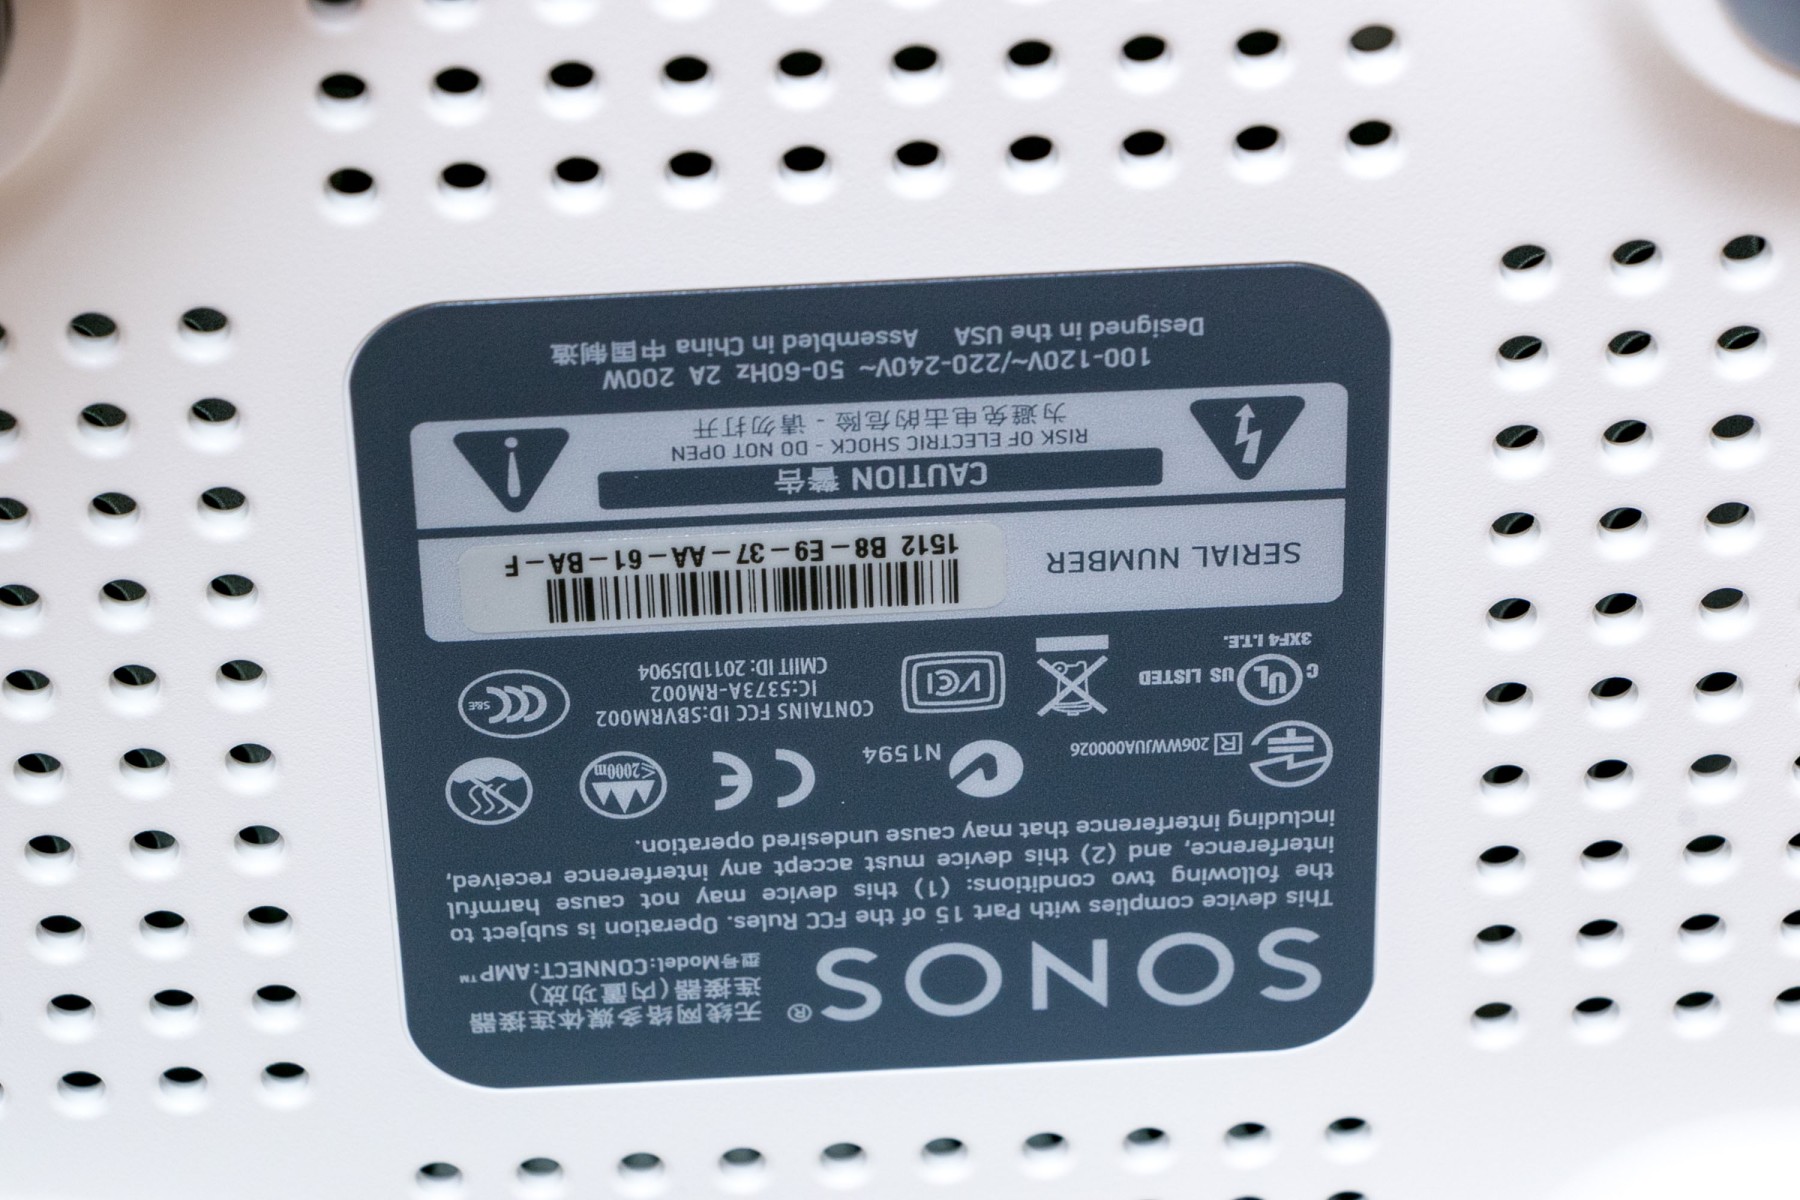 SONOS®
无线网络多媒体连接器
连接器(内置功放)
型号Model:CONNECT:AMP™
This device complies with Part 15 of the FCC Rules. Operation is subject to
the following two conditions: (1) this device may not cause harmful
interference, and (2) this device must accept any interference received,
including interference that may cause undesired operation.
R 206WWJUA000026
N1594
CE
≤2000m
C UL US LISTED
3XF4 I.T.E.
VCI
CONTAINS FCC ID:SBVRM002
IC:5373A-RM002
CMIIT ID: 2011DJ5904
CCC S&E
SERIAL NUMBER
1512 B8-E9-37-AA-61-BA-F
CAUTION 警告
RISK OF ELECTRIC SHOCK - DO NOT OPEN
为避免电击的危险 - 请勿打开
100-120V~/220-240V~ 50-60Hz 2A 200W
Designed in the USA Assembled in China 中国制造